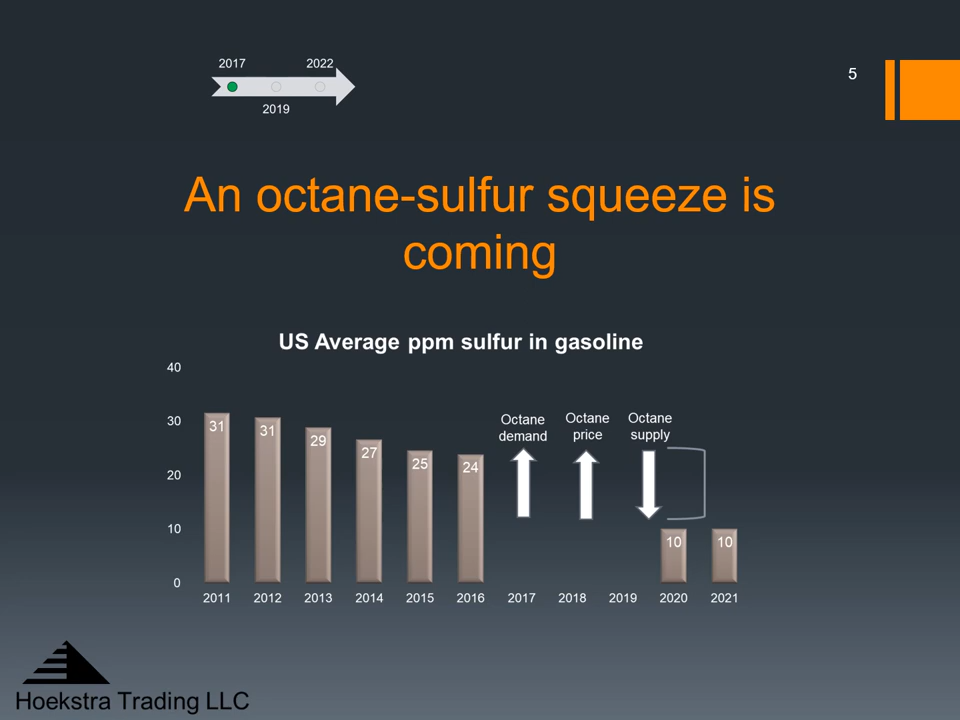 2017 2022
2019
5
An octane-sulfur squeeze is
coming
US Average ppm sulfur in gasoline
40
30
20
10
0
31
31
29
27
25
24
Octane
demand
Octane
price
Octane
supply
10
10
2011 2012 2013 2014 2015 2016 2017 2018 2019 2020 2021
Hoekstra Trading LLC